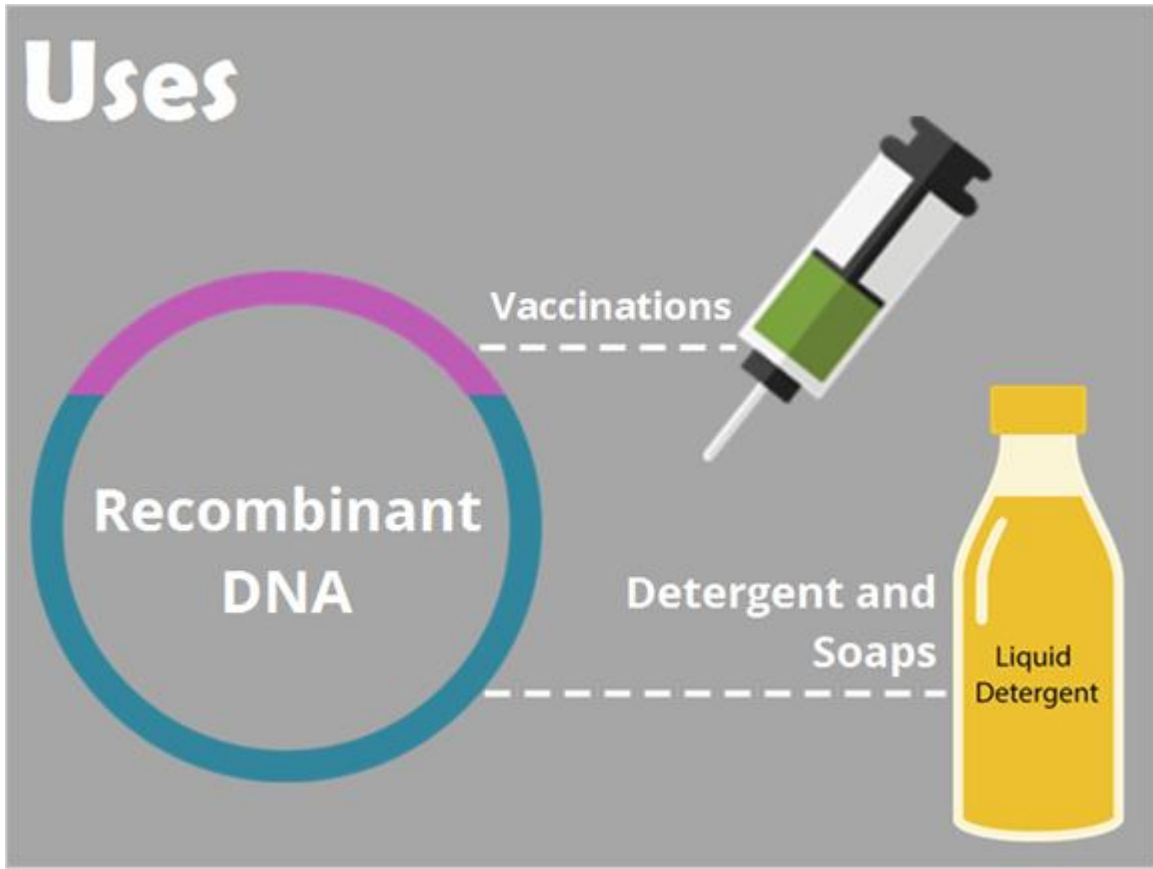 Uses
Vaccinations
Recombinant
DNA
Detergent and
Soaps
Liquid
Detergent